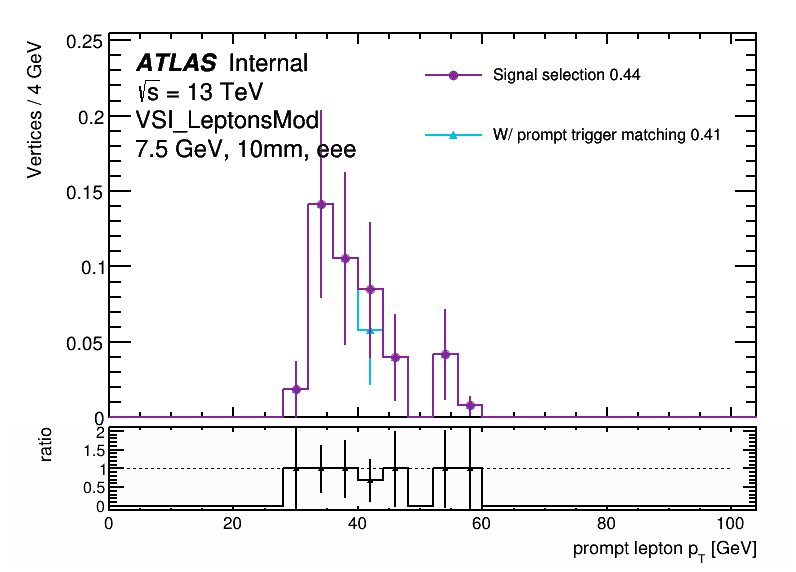 ATLAS Internal
√s = 13 TeV
VSI_LeptonsMod
7.5 GeV, 10mm, eee
Signal selection 0.44
W/ prompt trigger matching 0.41
Vertices / 4 GeV
0.25
0.2
0.15
0.1
0.05
0
ratio
2
1.5
1
0.5
0
0 20 40 60 80 100
prompt lepton p_T [GeV]